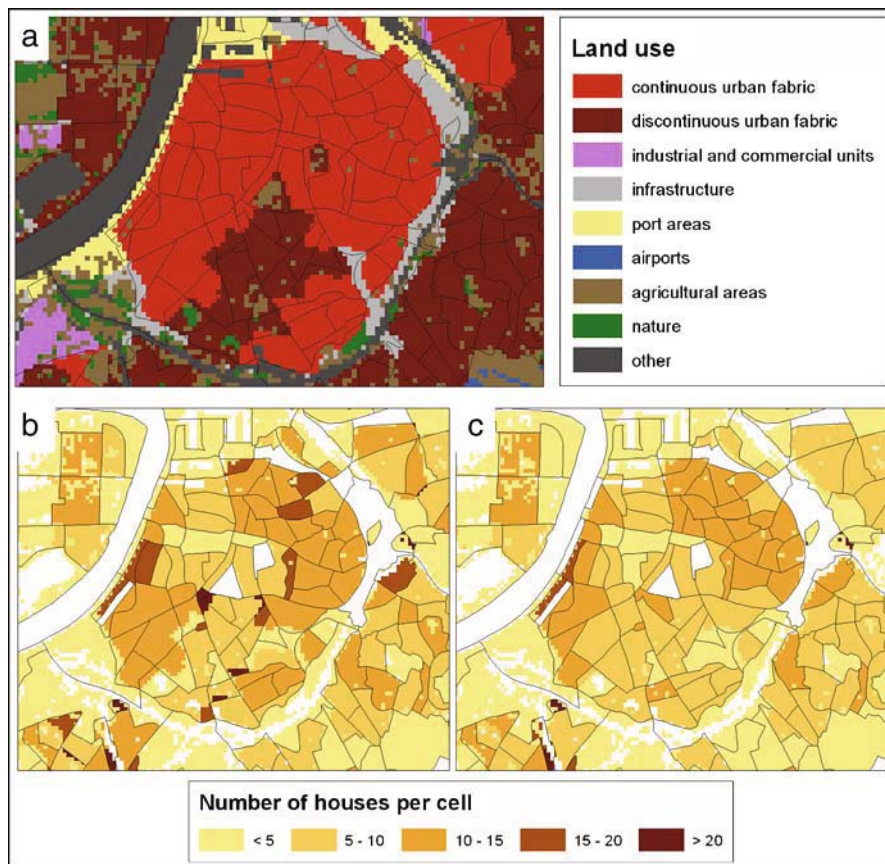 a
Land use
continuous urban fabric
discontinuous urban fabric
industrial and commercial units
infrastructure
port areas
airports
agricultural areas
nature
other
b
c
Number of houses per cell
< 5
5 - 10
10 - 15
15 - 20
> 20